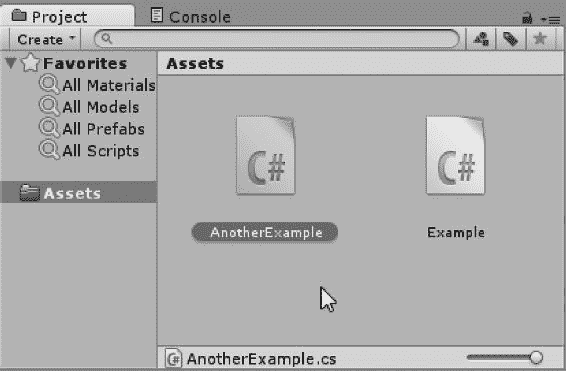 Project
Console
Create
Favorites
All Materials
All Models
All Prefabs
All Scripts
Assets
Assets
C#
C#
AnotherExample
Example
C# AnotherExample.cs